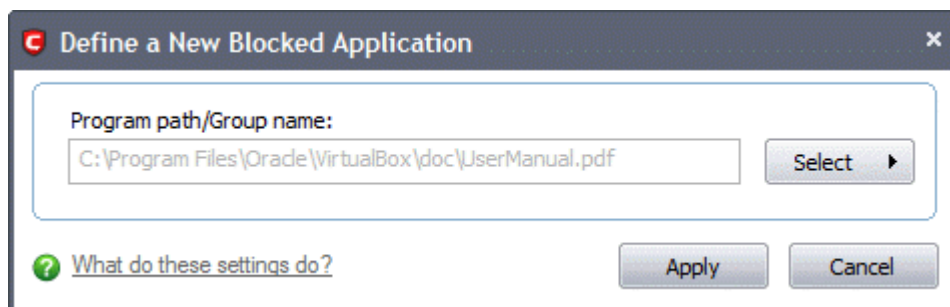 Define a New Blocked Application
Program path/Group name:
C:\Program Files\Oracle\VirtualBox\doc\UserManual.pdf
Select
What do these settings do?
Apply
Cancel